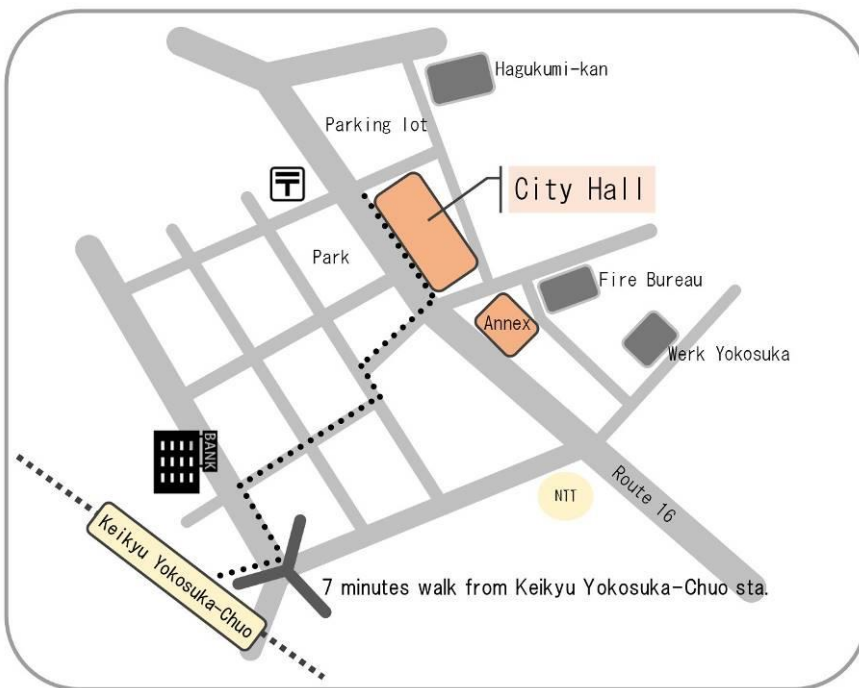 Hagukumi-kan
Parking lot
〒
City Hall
Park
Fire Bureau
Annex
Werk Yokosuka
BANK
NTT
Route 16
Keikyu Yokosuka-Chuo
7 minutes walk from Keikyu Yokosuka-Chuo sta.